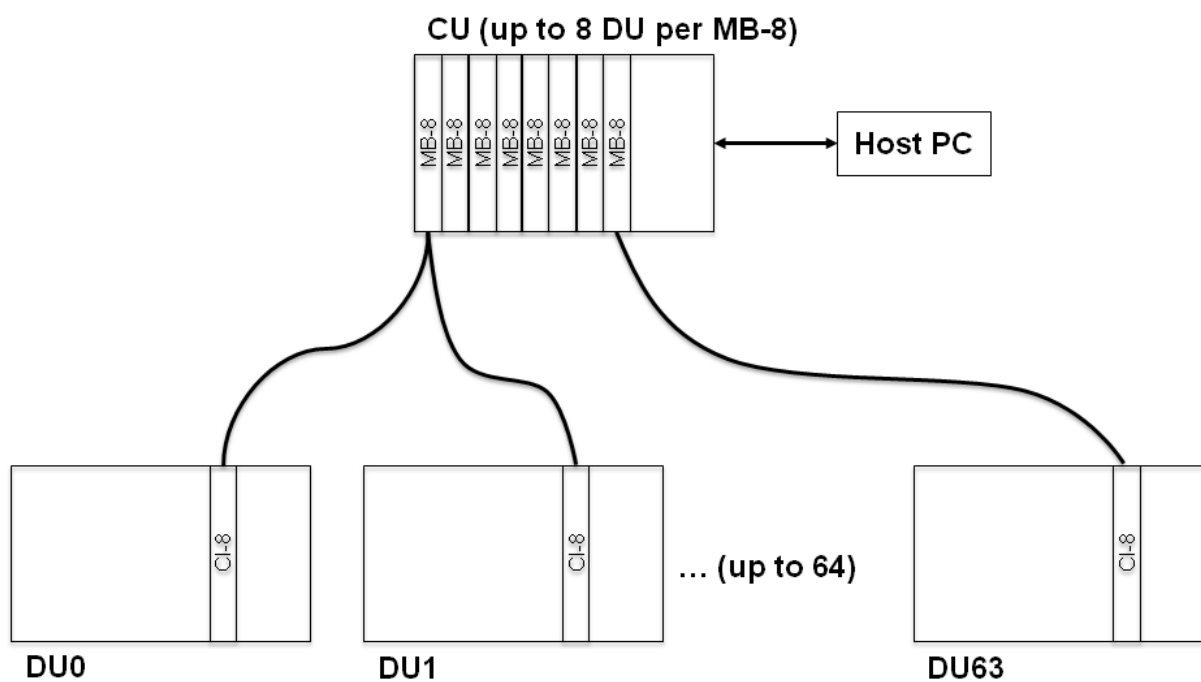 CU (up to 8 DU per MB-8)
MB-8
MB-8
MB-8
MB-8
MB-8
MB-8
MB-8
MB-8
Host PC
CI-8
CI-8
CI-8
... (up to 64)
DU0
DU1
DU63